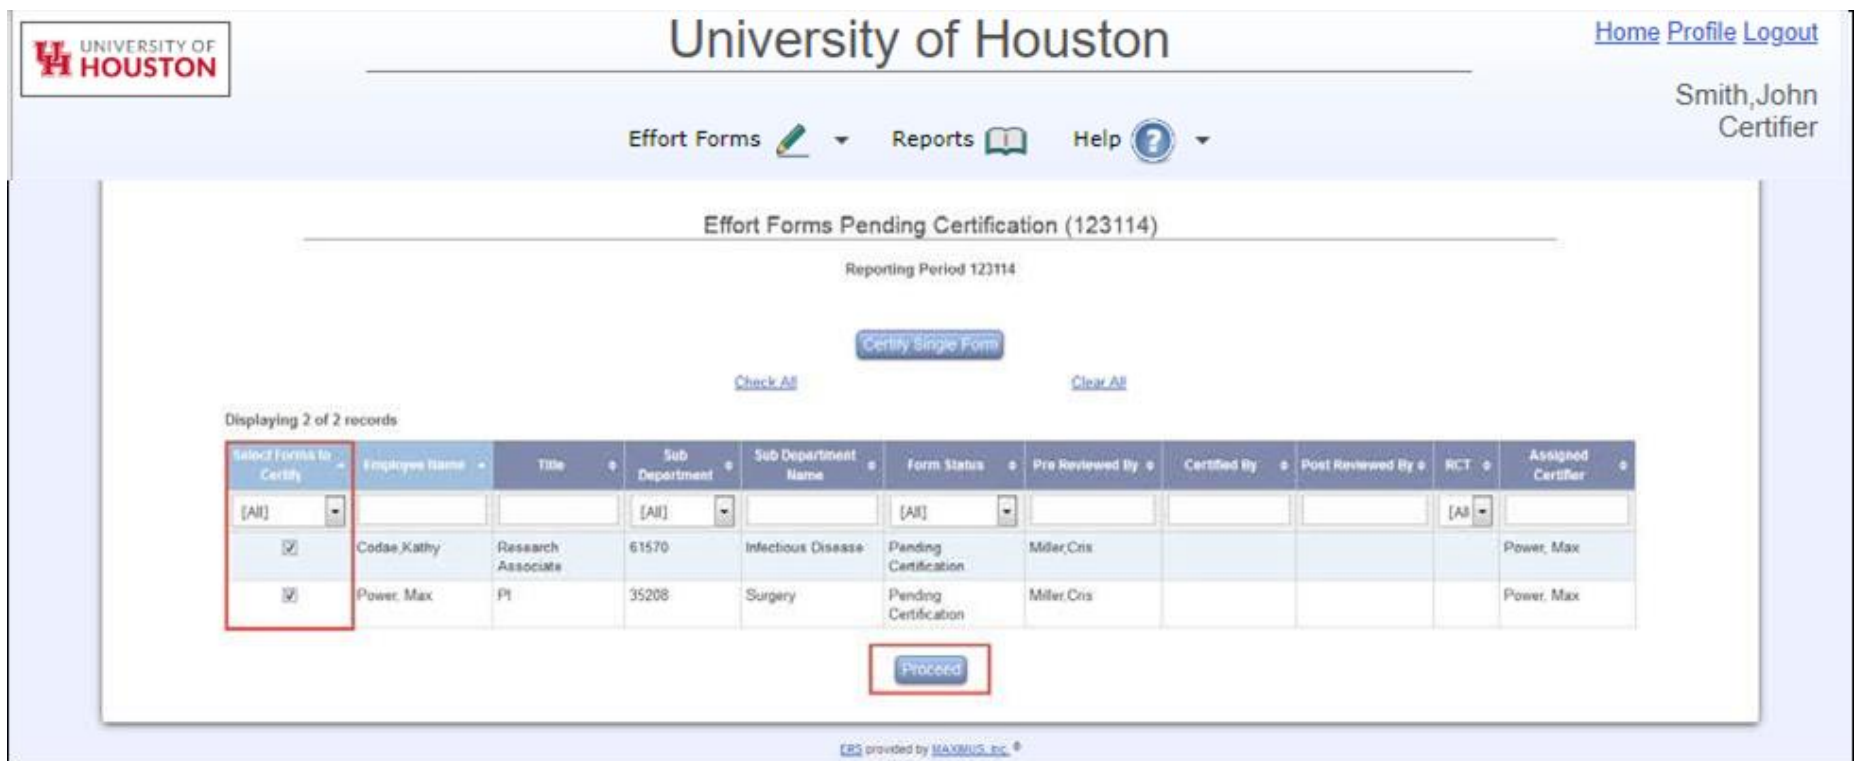 UNIVERSITY OF
HOUSTON
University of Houston
Home Profile Logout
Smith,John
Certifier
Effort Forms Reports Help ?
Effort Forms Pending Certification (123114)
Reporting Period 123114
Certify Single Form
Check All Clear All
Displaying 2 of 2 records
Select Forms to Certify Employee Name Title Sub Department Sub Department Name Form Status Pre Reviewed By Certified By Post Reviewed By RCT Assigned Certifier
[All] [All] [All] [All
Codae,Kathy Research Associate 61570 Infectious Disease Pending Certification Miller,Cris Power, Max
Power, Max PI 35208 Surgery Pending Certification Miller,Cris Power, Max
Proceed
ERS provided by MAXIMUS, Inc. ®